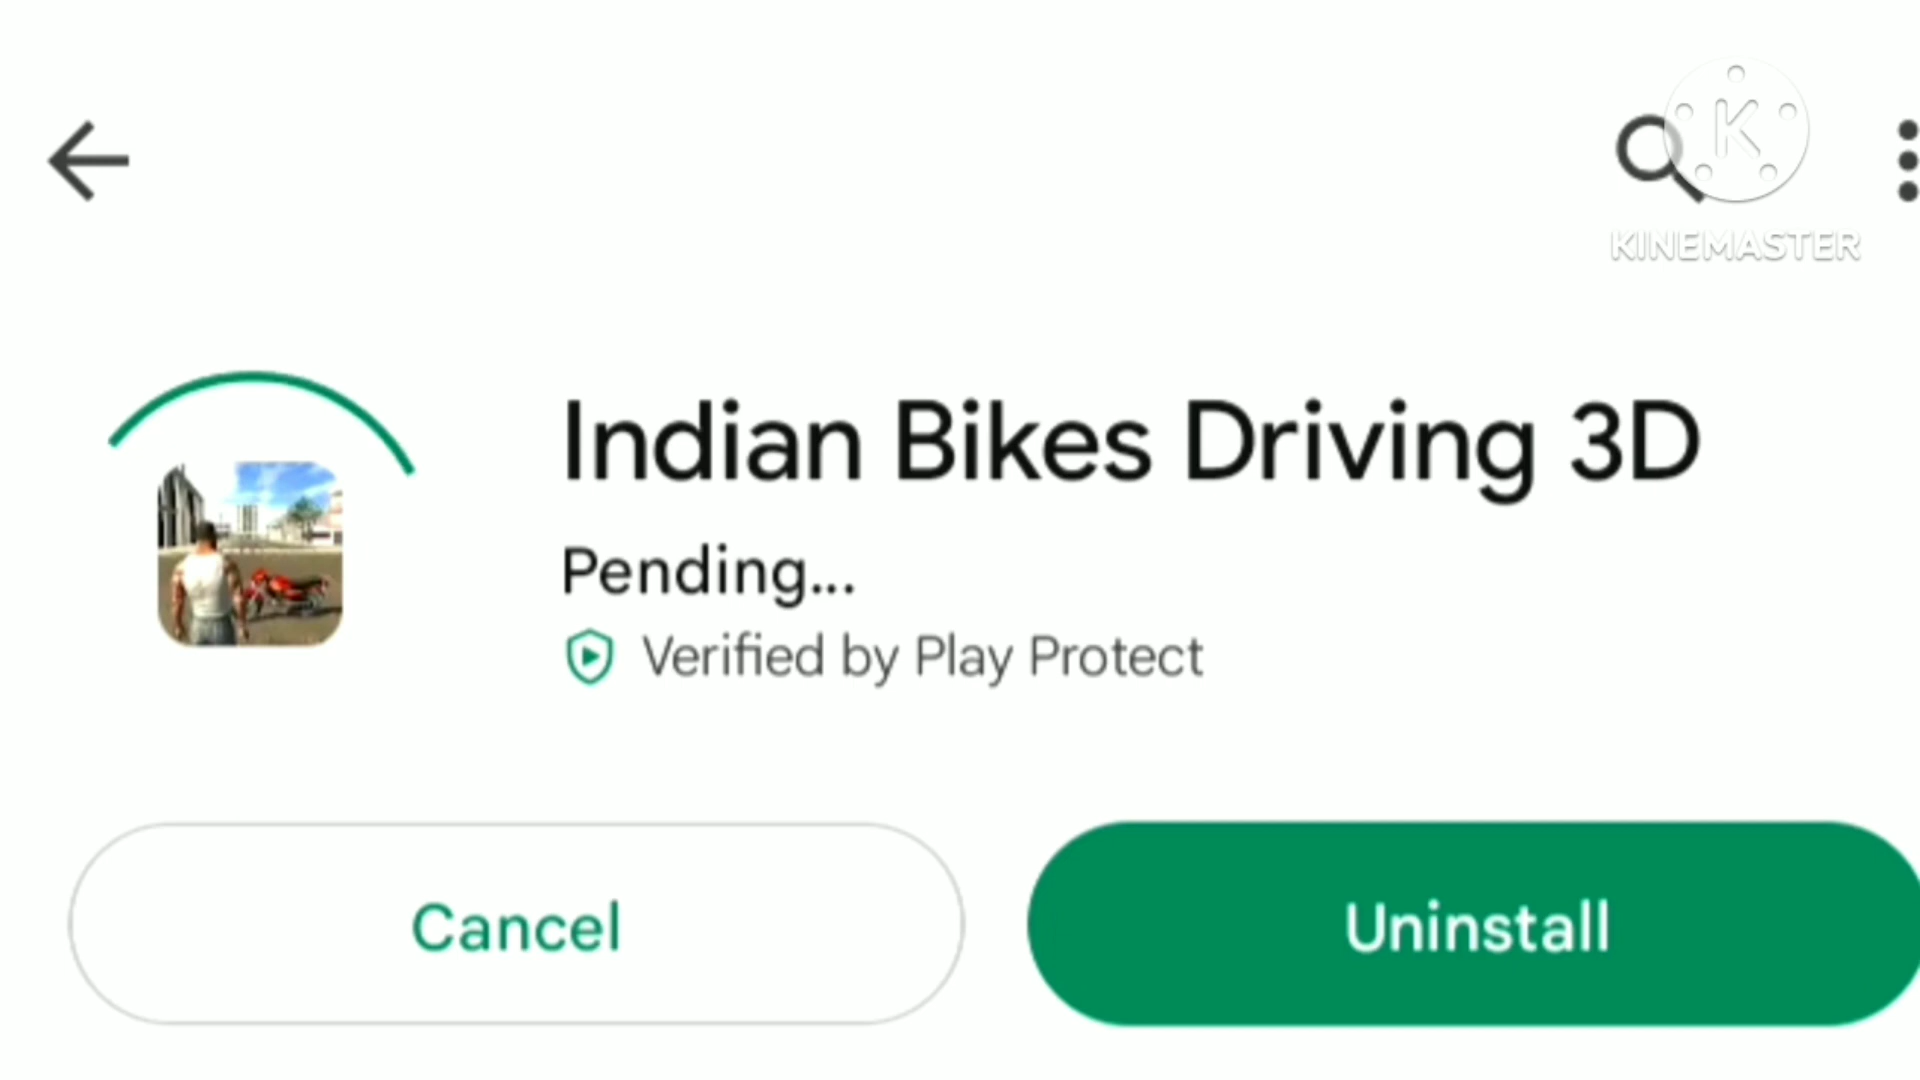 K
KINEMASTER
Indian Bikes Driving 3D
Pending...
Verified by Play Protect
Cancel
Uninstall